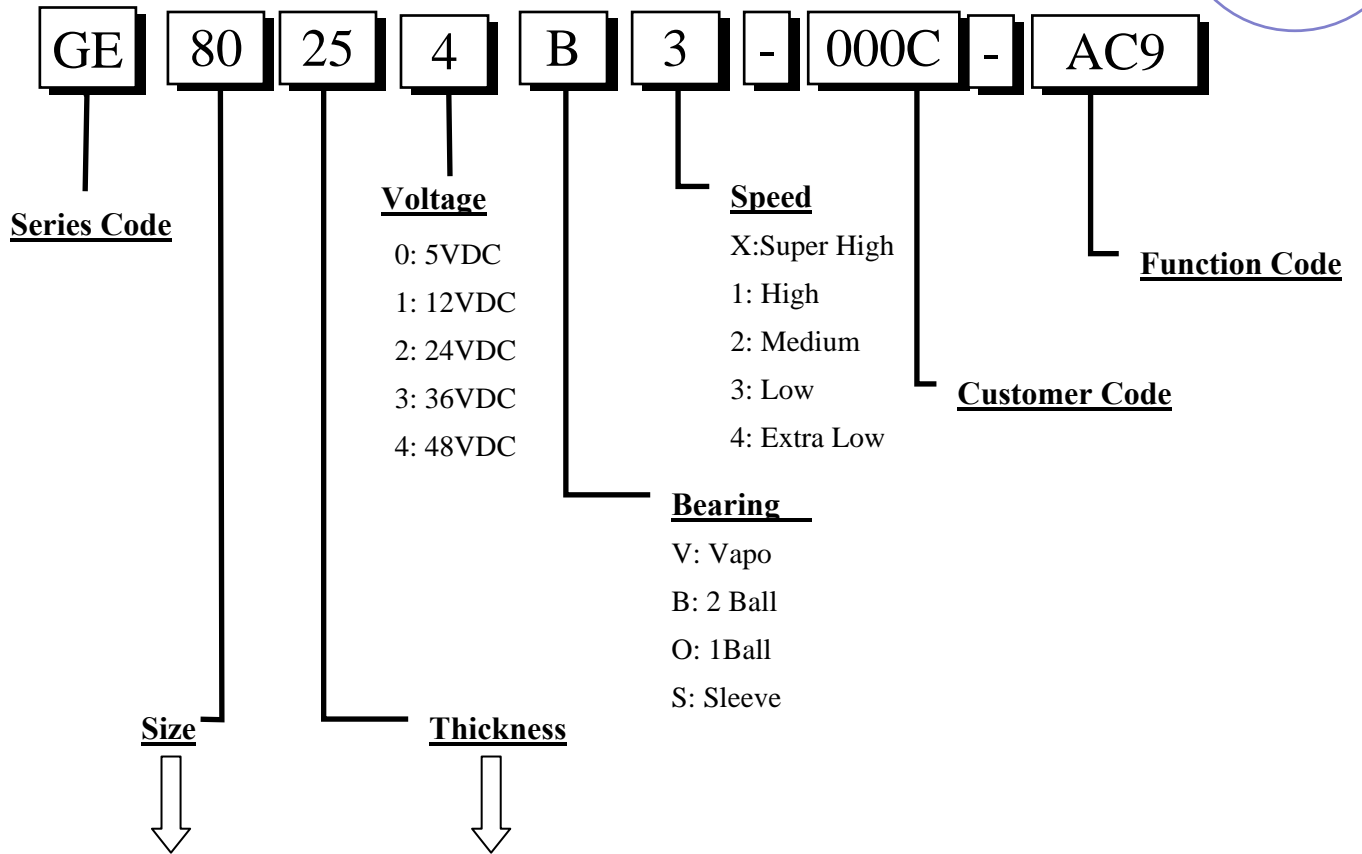 GE 80 25 4 B 3 - 000C - AC9
Series Code
Voltage
0: 5VDC
1: 12VDC
2: 24VDC
3: 36VDC
4: 48VDC
Speed
X:Super High
1: High
2: Medium
3: Low
4: Extra Low
Function Code
Customer Code
Bearing
V: Vapo
B: 2 Ball
O: 1Ball
S: Sleeve
Size
Thickness